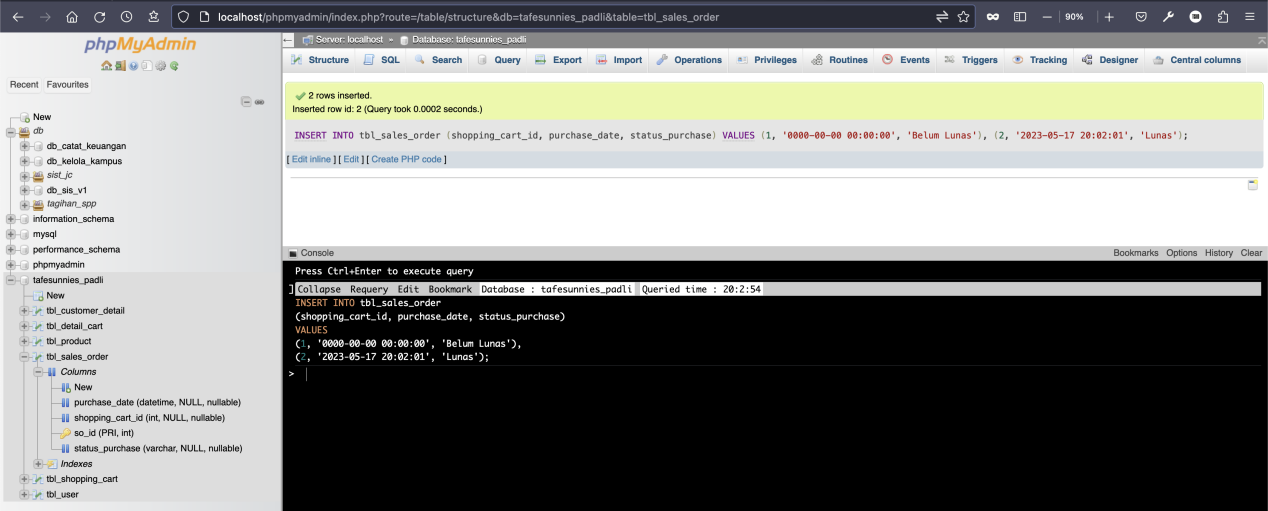 localhost/phpmyadmin/index.php?route=/table/structure&db=tafesunnies_padli&table=tbl_sales_order
90%
phpMyAdmin
Recent Favourites
New
db
db_catat_keuangan
db_kelola_kampus
sist_jc
db_sis_v1
tagihan_spp
information_schema
mysql
performance_schema
phpmyadmin
tafesunnies_padli
New
tbl_customer_detail
tbl_detail_cart
tbl_product
tbl_sales_order
Columns
New
purchase_date (datetime, NULL, nullable)
shopping_cart_id (int, NULL, nullable)
so_id (PRI, int)
status_purchase (varchar, NULL, nullable)
Indexes
tbl_shopping_cart
tbl_user
Server: localhost » Database: tafesunnies_padli
Structure SQL Search Query Export Import Operations Privileges Routines Events Triggers Tracking Designer Central columns
2 rows inserted.
Inserted row id: 2 (Query took 0.0002 seconds.)
INSERT INTO tbl_sales_order (shopping_cart_id, purchase_date, status_purchase) VALUES (1, '0000-00-00 00:00:00', 'Belum Lunas'), (2, '2023-05-17 20:02:01', 'Lunas');
[ Edit inline ] [ Edit ] [ Create PHP code ]
Console Bookmarks Options History Clear
Press Ctrl+Enter to execute query
] Collapse Requery Edit Bookmark Database : tafesunnies_padli Queried time : 20:2:54
INSERT INTO tbl_sales_order
(shopping_cart_id, purchase_date, status_purchase)
VALUES
(1, '0000-00-00 00:00:00', 'Belum Lunas'),
(2, '2023-05-17 20:02:01', 'Lunas');
>